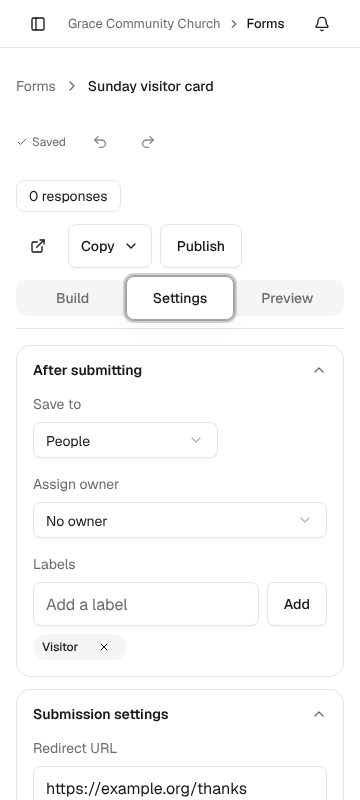 Grace Community Church > Forms
Forms > Sunday visitor card
Saved
0 responses
Copy
Publish
Build
Settings
Preview
After submitting
Save to
People
Assign owner
No owner
Labels
Add a label
Add
Visitor
Submission settings
Redirect URL
https://example.org/thanks